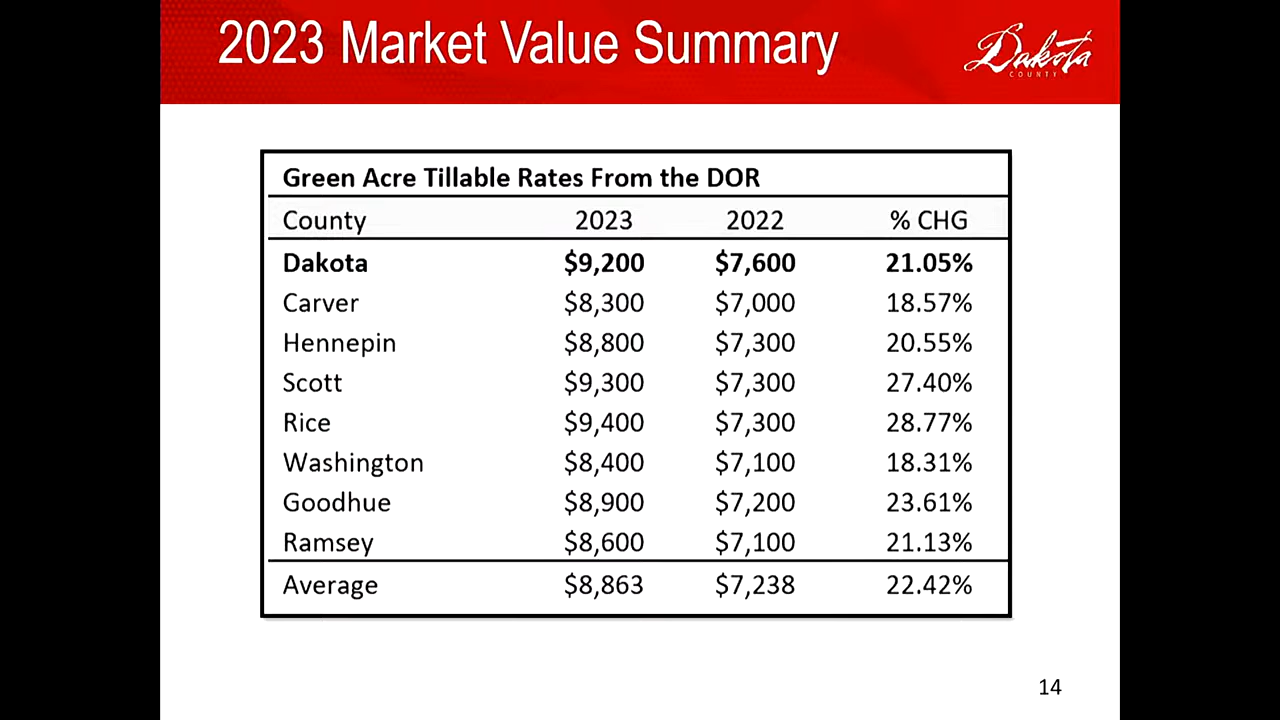 2023 Market Value Summary
Dakota
COUNTY
Green Acre Tillable Rates From the DOR
County 2023 2022 % CHG
Dakota $9,200 $7,600 21.05%
Carver $8,300 $7,000 18.57%
Hennepin $8,800 $7,300 20.55%
Scott $9,300 $7,300 27.40%
Rice $9,400 $7,300 28.77%
Washington $8,400 $7,100 18.31%
Goodhue $8,900 $7,200 23.61%
Ramsey $8,600 $7,100 21.13%
Average $8,863 $7,238 22.42%
14